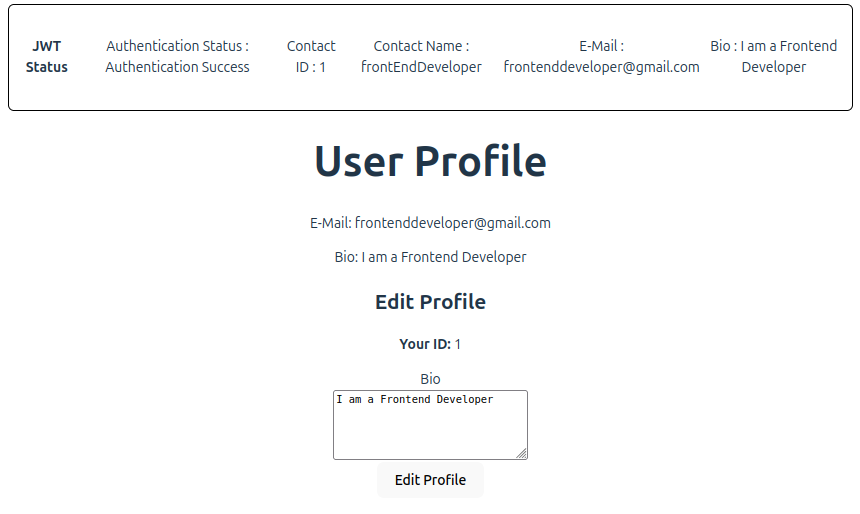 JWT Status
Authentication Status : Authentication Success
Contact ID : 1
Contact Name : frontEndDeveloper
E-Mail : frontenddeveloper@gmail.com
Bio : I am a Frontend Developer
User Profile
E-Mail: frontenddeveloper@gmail.com
Bio: I am a Frontend Developer
Edit Profile
Your ID: 1
Bio
I am a Frontend Developer
Edit Profile